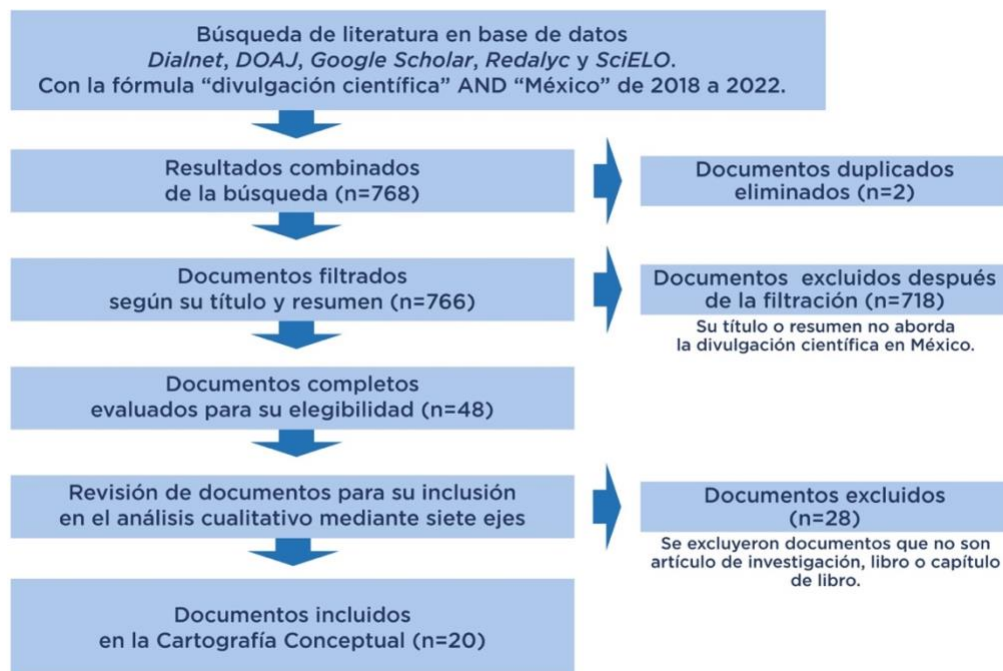 Búsqueda de literatura en base de datos
Dialnet, DOAJ, Google Scholar, Redalyc y SciELO.
Con la fórmula “divulgación científica” AND “México” de 2018 a 2022.
Resultados combinados
de la búsqueda (n=768)
Documentos duplicados
eliminados (n=2)
Documentos filtrados
según su título y resumen (n=766)
Documentos excluidos después
de la filtración (n=718)
Su título o resumen no aborda
la divulgación científica en México.
Documentos completos
evaluados para su elegibilidad (n=48)
Revisión de documentos para su inclusión
en el análisis cualitativo mediante siete ejes
Documentos excluidos
(n=28)
Se excluyeron documentos que no son
artículo de investigación, libro o capítulo
de libro.
Documentos incluidos
en la Cartografía Conceptual (n=20)